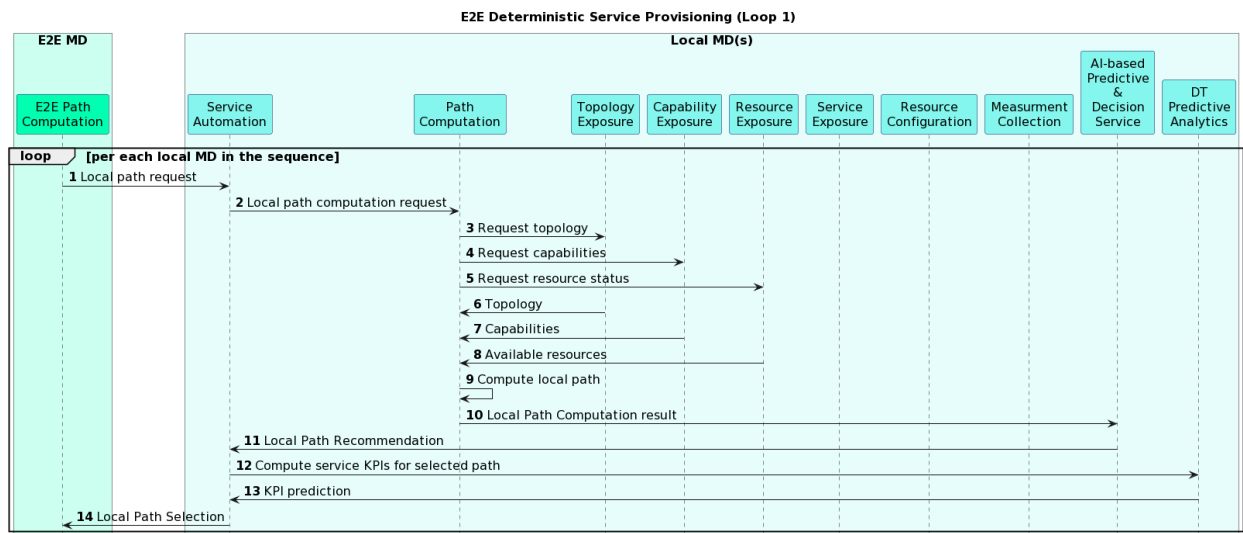 E2E Deterministic Service Provisioning (Loop 1)
E2E MD
Local MD(s)
E2E Path
Computation
Service
Automation
Path
Computation
Topology
Exposure
Capability
Exposure
Resource
Exposure
Service
Exposure
Resource
Configuration
Measurment
Collection
AI-based
Predictive
&
Decision
Service
DT
Predictive
Analytics
loop [per each local MD in the sequence]
1 Local path request
2 Local path computation request
3 Request topology
4 Request capabilities
5 Request resource status
6 Topology
7 Capabilities
8 Available resources
9 Compute local path
10 Local Path Computation result
11 Local Path Recommendation
12 Compute service KPIs for selected path
13 KPI prediction
14 Local Path Selection